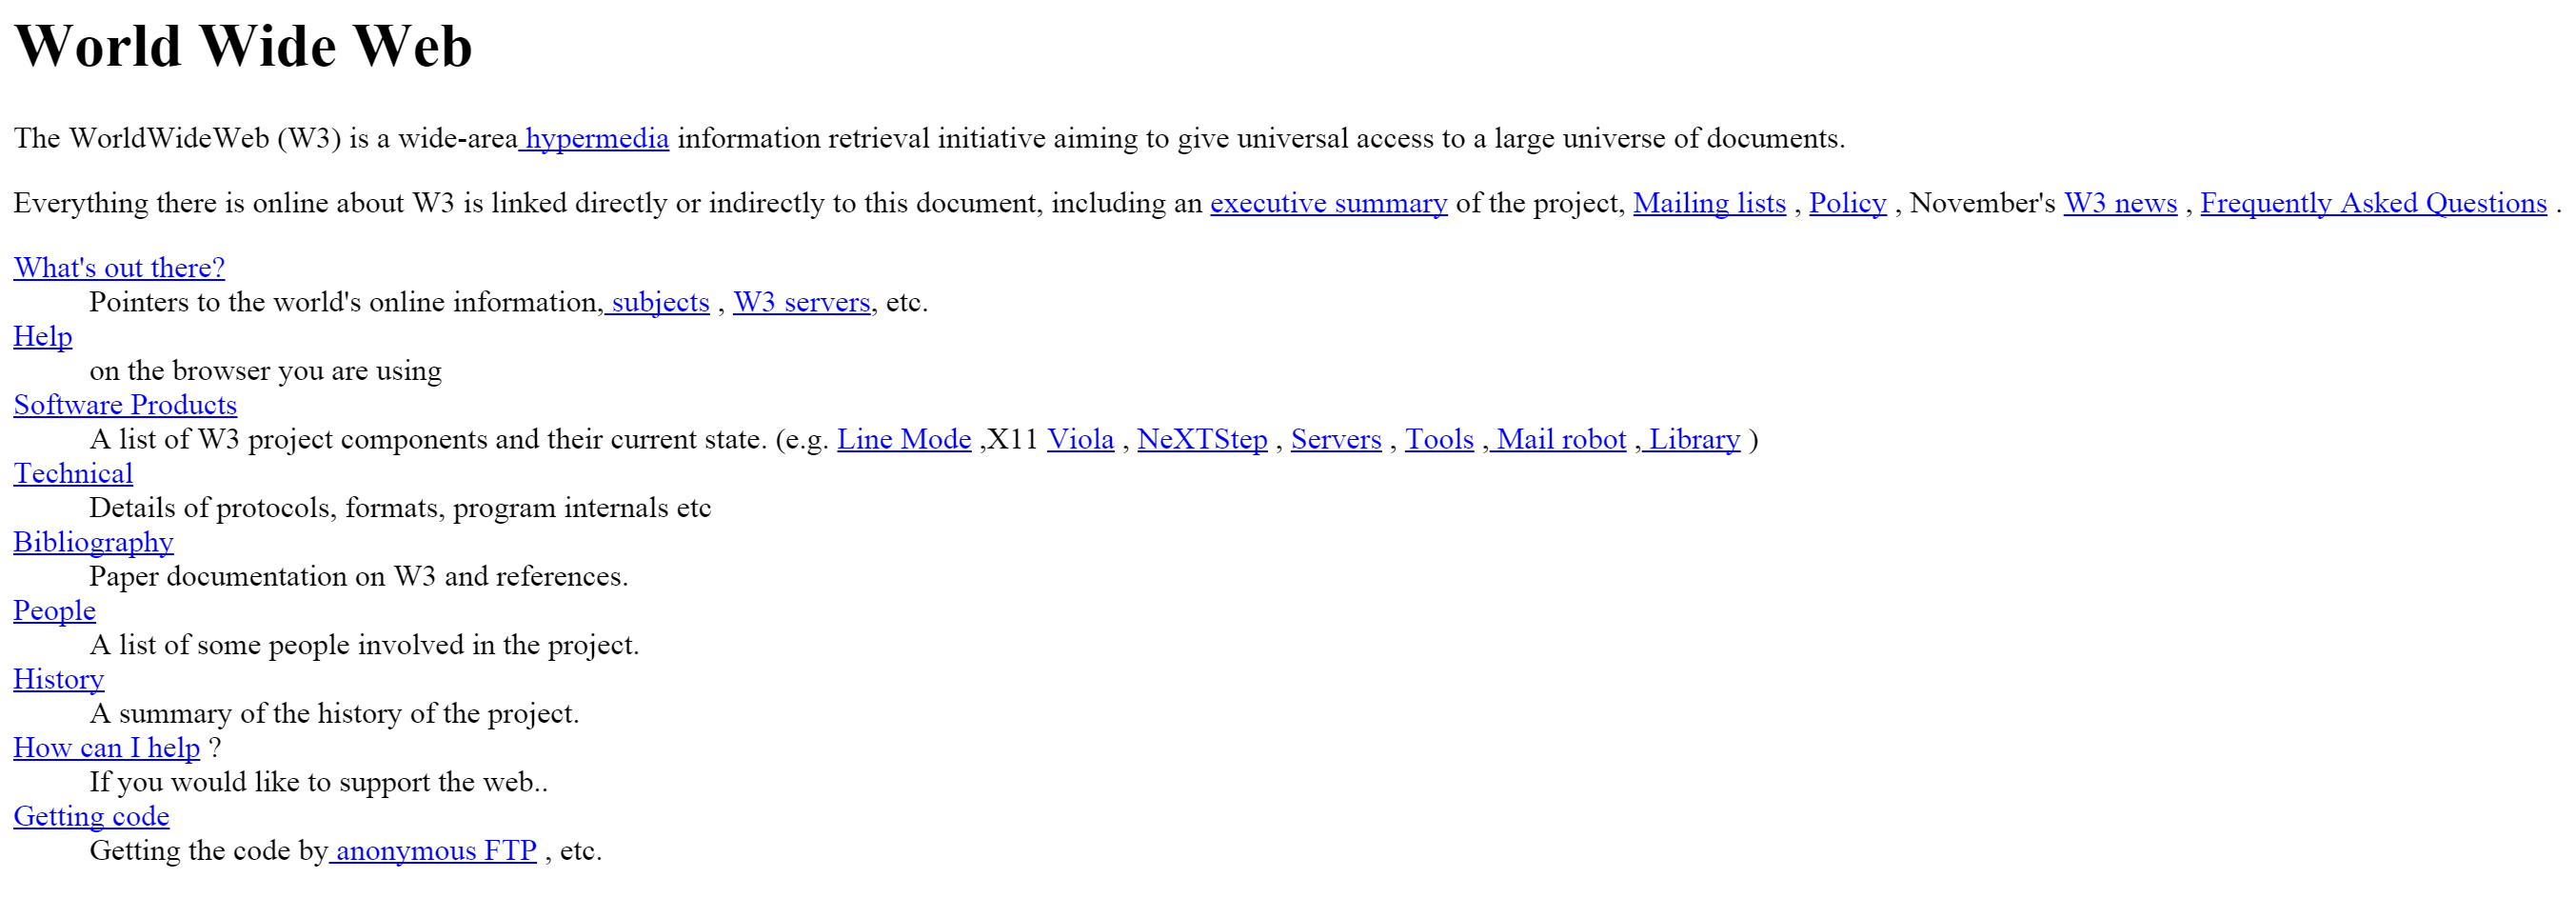 World Wide Web
The WorldWideWeb (W3) is a wide-area hypermedia information retrieval initiative aiming to give universal access to a large universe of documents.
Everything there is online about W3 is linked directly or indirectly to this document, including an executive summary of the project, Mailing lists , Policy , November's W3 news , Frequently Asked Questions .
What's out there?
Pointers to the world's online information, subjects , W3 servers, etc.
Help
on the browser you are using
Software Products
A list of W3 project components and their current state. (e.g. Line Mode ,X11 Viola , NeXTStep , Servers , Tools , Mail robot , Library )
Technical
Details of protocols, formats, program internals etc
Bibliography
Paper documentation on W3 and references.
People
A list of some people involved in the project.
History
A summary of the history of the project.
How can I help ?
If you would like to support the web..
Getting code
Getting the code by anonymous FTP , etc.